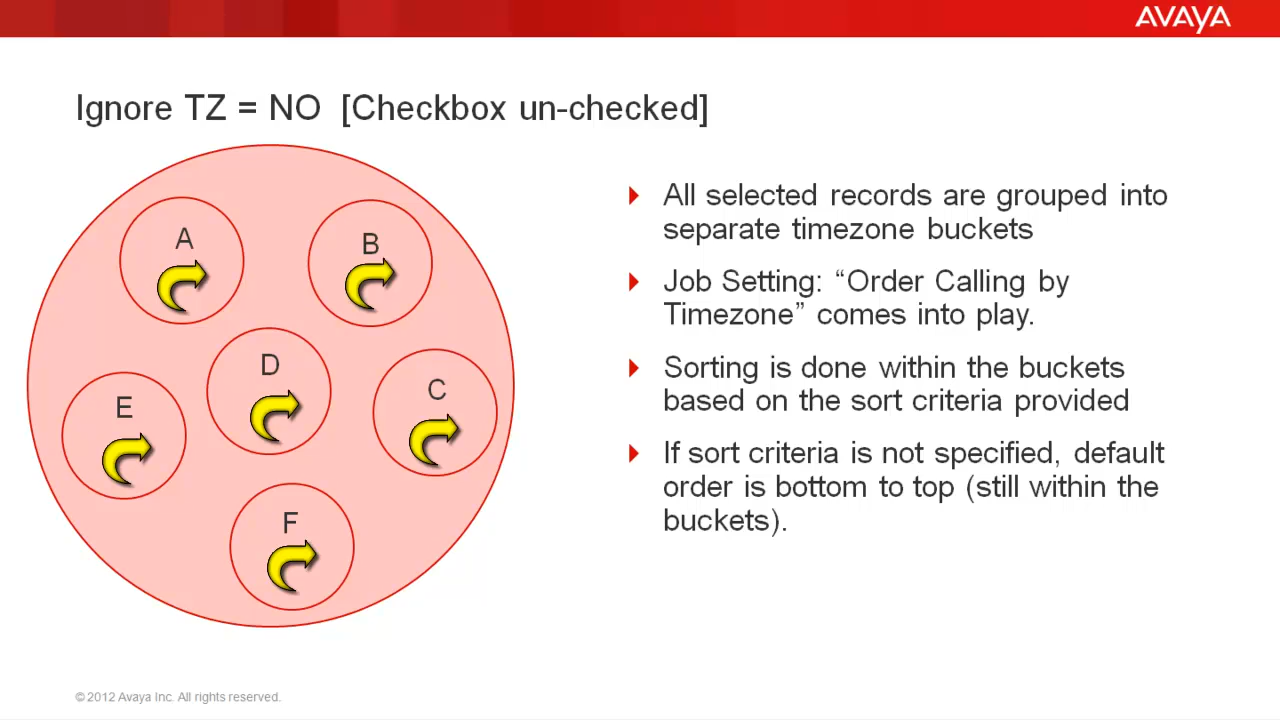 AVAYA
Ignore TZ = NO [Checkbox un-checked]
A
B
D
C
E
F
All selected records are grouped into
separate timezone buckets
Job Setting: “Order Calling by
Timezone” comes into play.
Sorting is done within the buckets
based on the sort criteria provided
If sort criteria is not specified, default
order is bottom to top (still within the
buckets).
© 2012 Avaya Inc. All rights reserved.